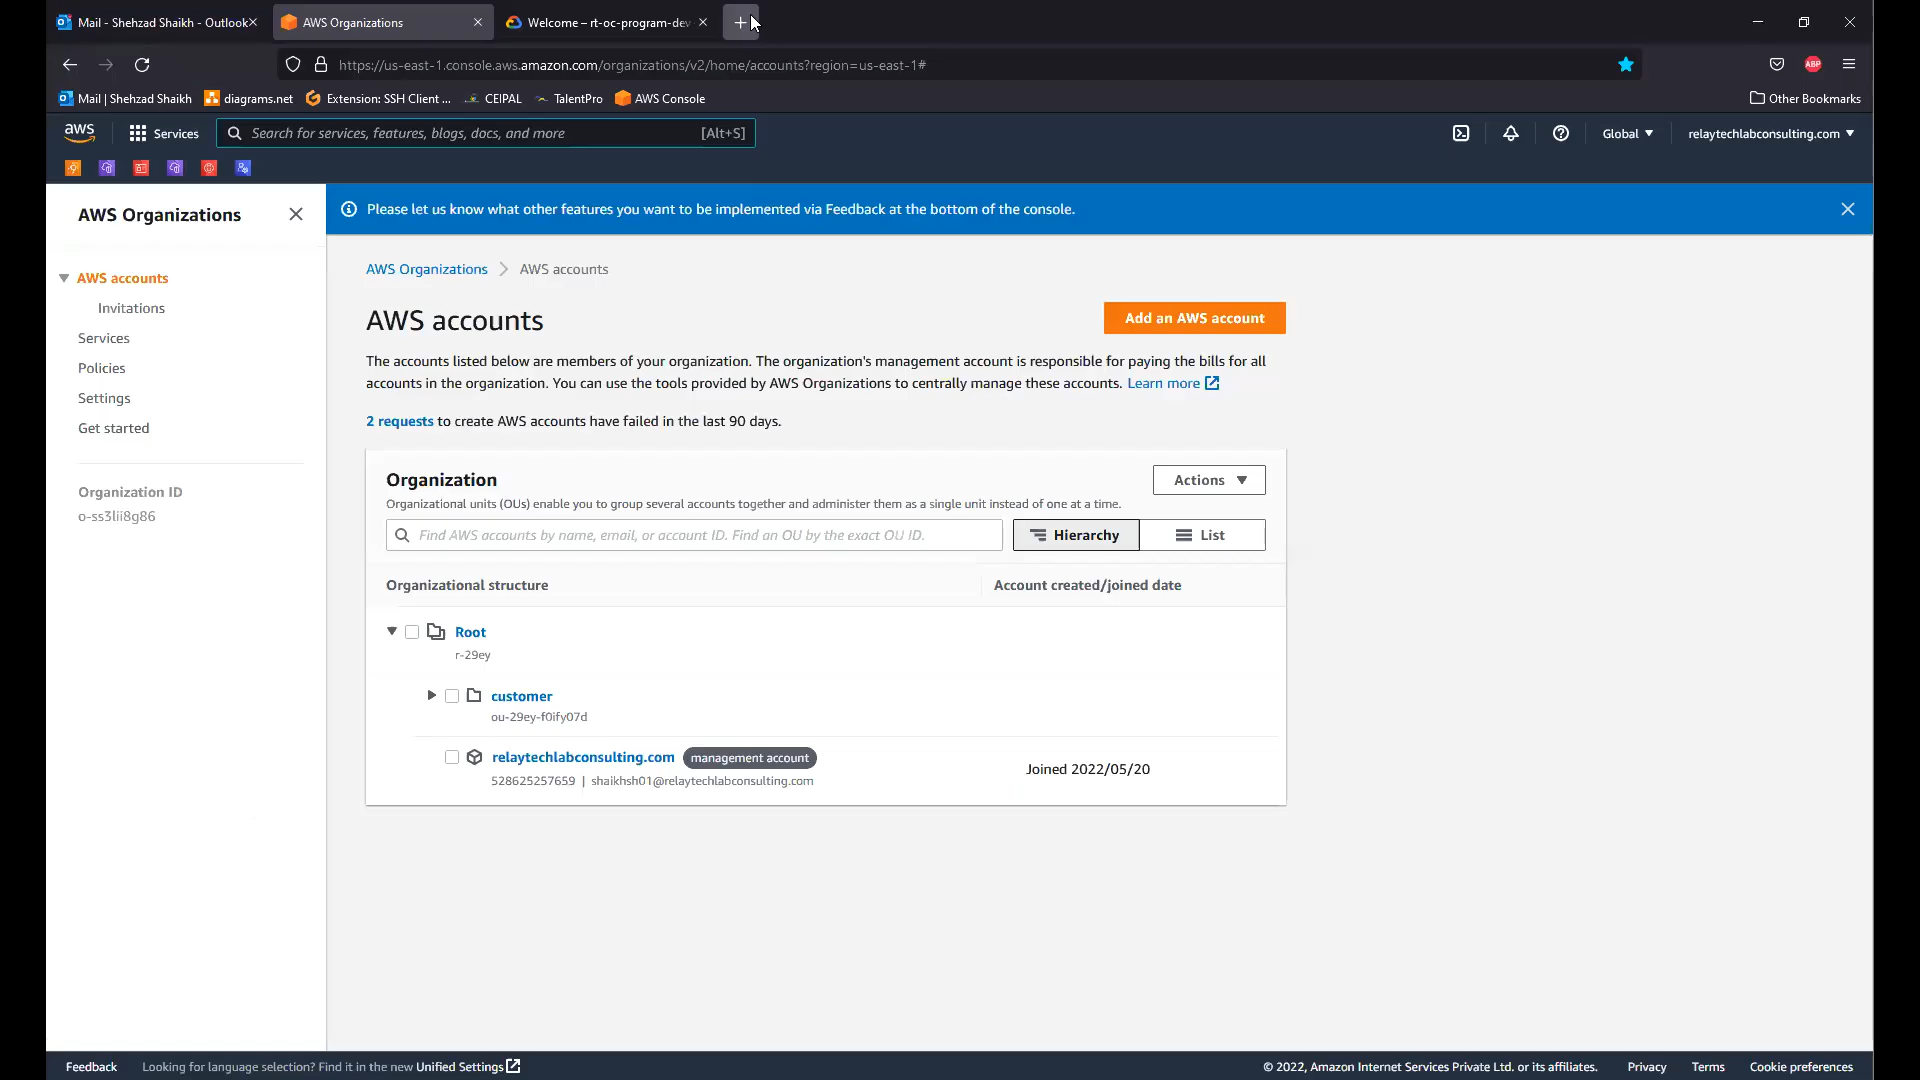 Mail - Shehzad Shaikh - Outlook
AWS Organizations
Welcome – rt-oc-program-dev
https://us-east-1.console.aws.amazon.com/organizations/v2/home/accounts?region=us-east-1#
ABP
Mail | Shehzad Shaikh
diagrams.net
Extension: SSH Client ...
CEIPAL
TalentPro
AWS Console
Other Bookmarks
aws
Services
Search for services, features, blogs, docs, and more
[Alt+S]
Global
relaytechlabconsulting.com
AWS Organizations
Please let us know what other features you want to be implemented via Feedback at the bottom of the console.
AWS accounts
Invitations
Services
Policies
Settings
Get started
Organization ID
o-ss3lii8g86
AWS Organizations
AWS accounts
AWS accounts
Add an AWS account
The accounts listed below are members of your organization. The organization's management account is responsible for paying the bills for all
accounts in the organization. You can use the tools provided by AWS Organizations to centrally manage these accounts. Learn more
2 requests to create AWS accounts have failed in the last 90 days.
Organization
Actions
Organizational units (OUs) enable you to group several accounts together and administer them as a single unit instead of one at a time.
Find AWS accounts by name, email, or account ID. Find an OU by the exact OU ID.
Hierarchy
List
Organizational structure
Account created/joined date
Root
r-29ey
customer
ou-29ey-f0ify07d
relaytechlabconsulting.com
management account
528625257659 | shaikhsh01@relaytechlabconsulting.com
Joined 2022/05/20
Feedback
Looking for language selection? Find it in the new Unified Settings
© 2022, Amazon Internet Services Private Ltd. or its affiliates.
Privacy
Terms
Cookie preferences